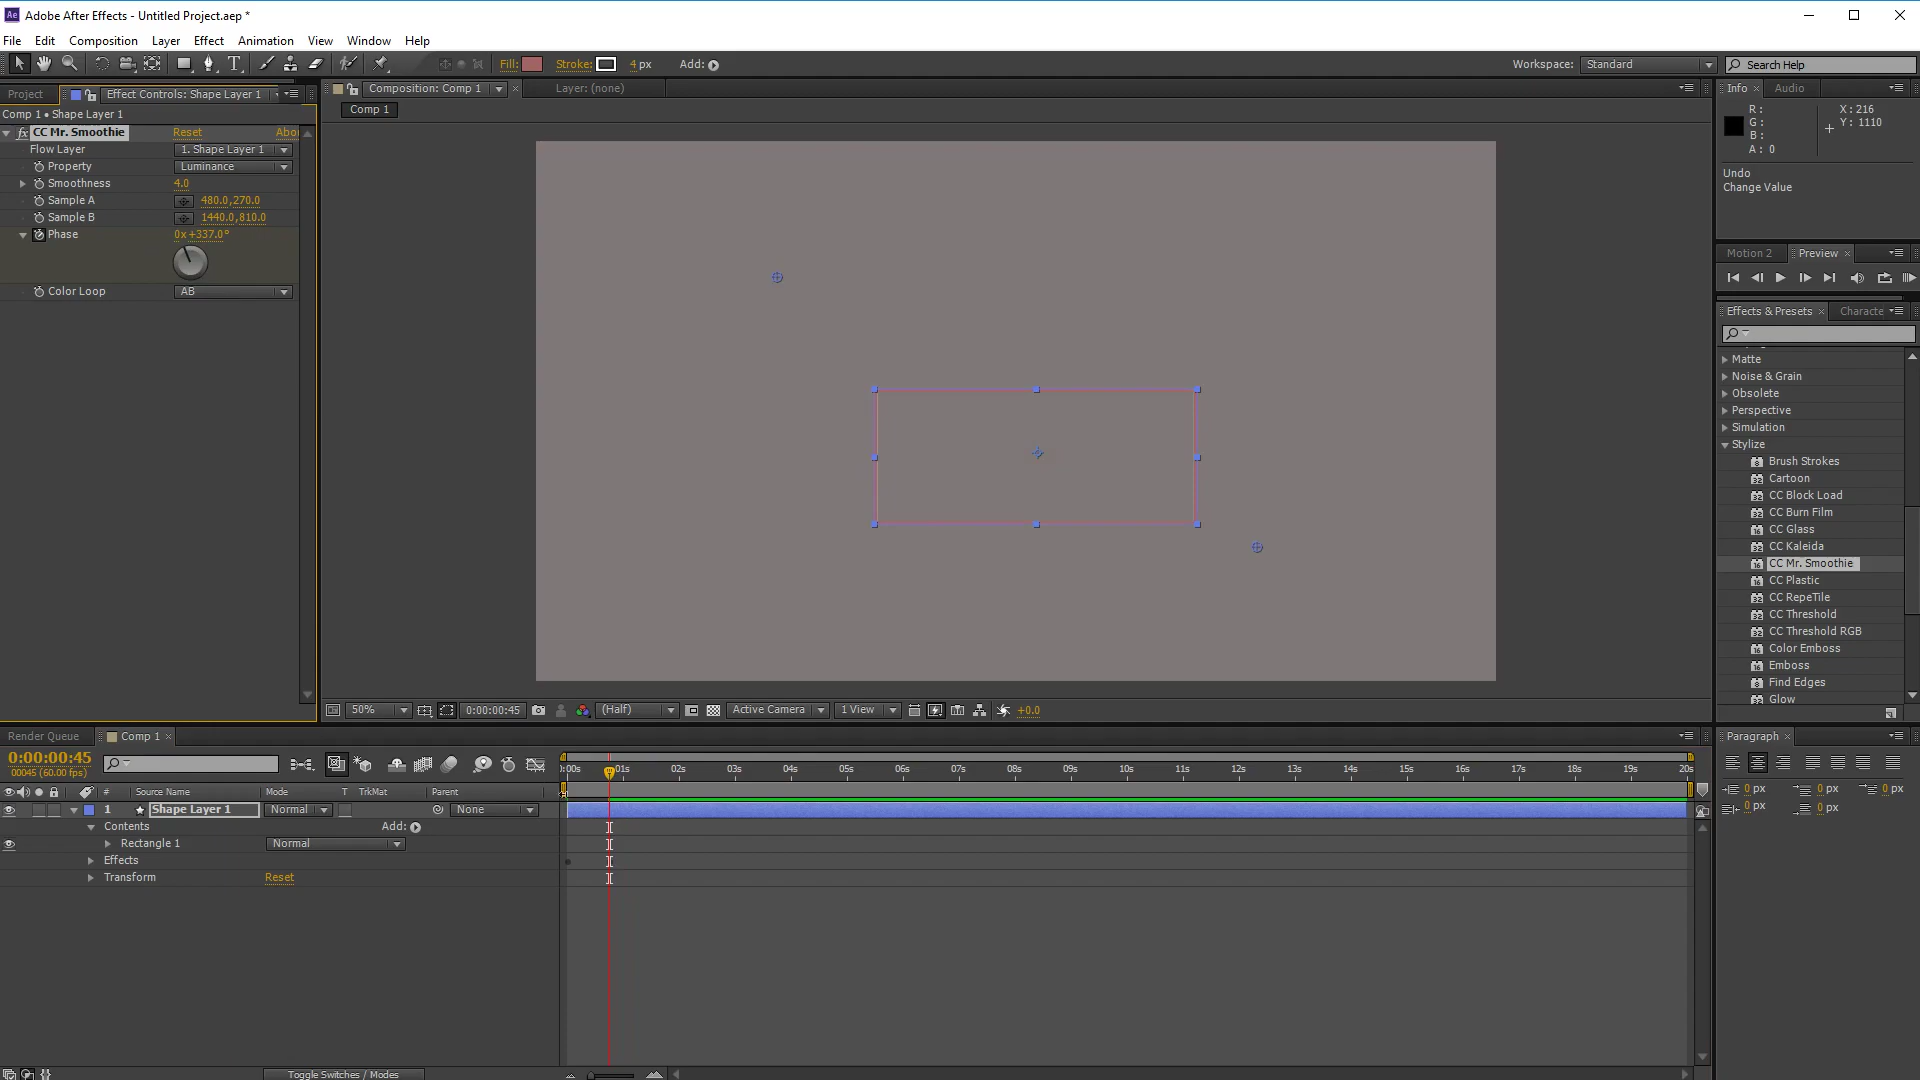 Adobe After Effects - Untitled Project.aep *
File Edit Composition Layer Effect Animation View Window Help
Fill: Stroke: 4 px Add: Workspace: Standard Search Help
Project Effect Controls: Shape Layer 1
Comp 1 • Shape Layer 1
CC Mr. Smoothie Reset Abo
Flow Layer 1. Shape Layer 1
Property Luminance
Smoothness 4.0
Sample A 480.0,270.0
Sample B 1440.0,810.0
Phase 0x+337.0°
Color Loop AB
Composition: Comp 1 Layer: (none)
Comp 1
50% 0:00:00:45 (Half) Active Camera 1 View +0.0
Info Audio
R: X: 216
G: Y: 1110
B:
A: 0
Undo
Change Value
Motion 2 Preview
Effects & Presets Characte
Matte
Noise & Grain
Obsolete
Perspective
Simulation
Stylize
Brush Strokes
Cartoon
CC Block Load
CC Burn Film
CC Glass
CC Kaleida
CC Mr. Smoothie
CC Plastic
CC RepeTile
CC Threshold
CC Threshold RGB
Color Emboss
Emboss
Find Edges
Glow
Render Queue Comp 1
0:00:00:45
00045 (60.00 fps)
:00s 01s 02s 03s 04s 05s 06s 07s 08s 09s 10s 11s 12s 13s 14s 15s 16s 17s 18s 19s 20s
# Source Name Mode T TrkMat Parent
1 Shape Layer 1 Normal None
Contents Add:
Rectangle 1 Normal
Effects
Transform Reset
Toggle Switches / Modes
Paragraph
0 px 0 px 0 px
0 px 0 px